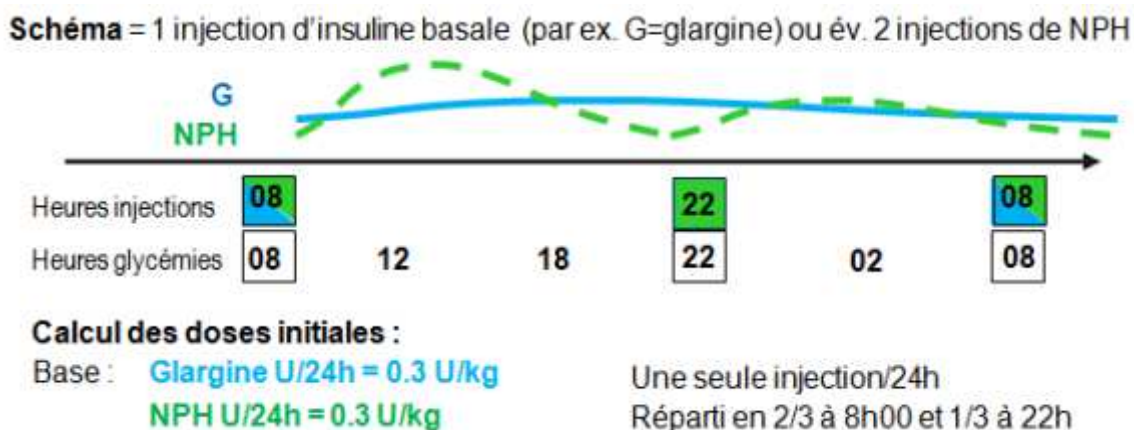 Schéma = 1 injection d'insuline basale (par ex. G=glargine) ou év. 2 injections de NPH
G
NPH
Heures injections 08 22 08
Heures glycémies 08 12 18 22 02 08
Calcul des doses initiales :
Base : Glargine U/24h = 0.3 U/kg Une seule injection/24h
NPH U/24h = 0.3 U/kg Réparti en 2/3 à 8h00 et 1/3 à 22h